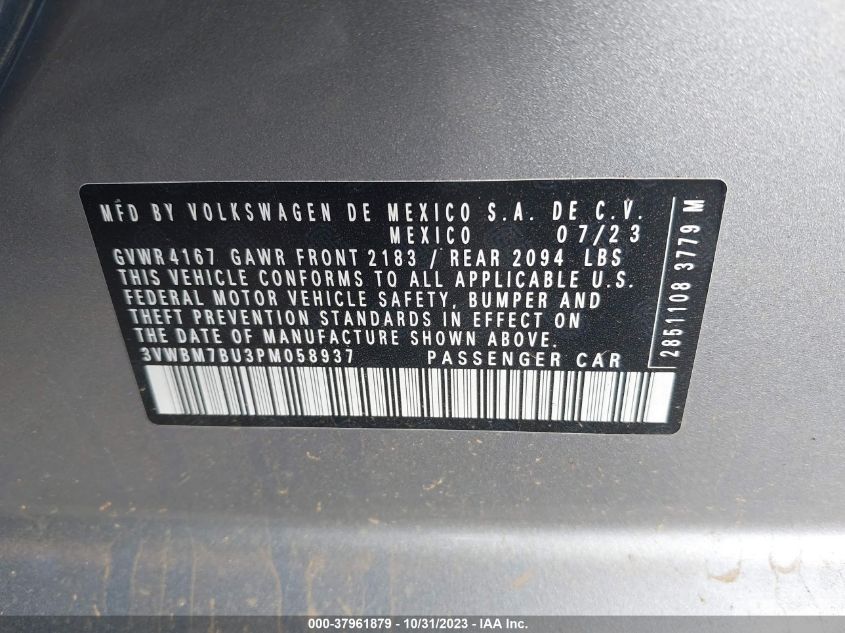 MFD BY VOLKSWAGEN DE MEXICO S.A. DE C.V.
MEXICO 07/23
GVWR 4167 GAWR FRONT 2183 / REAR 2094 LBS
THIS VEHICLE CONFORMS TO ALL APPLICABLE U.S.
FEDERAL MOTOR VEHICLE SAFETY, BUMPER AND
THEFT PREVENTION STANDARDS IN EFFECT ON
THE DATE OF MANUFACTURE SHOWN ABOVE.
3VWBM7BU3PM058937 PASSENGER CAR
2851108 3779 M
000-37961879 - 10/31/2023 - IAA Inc.